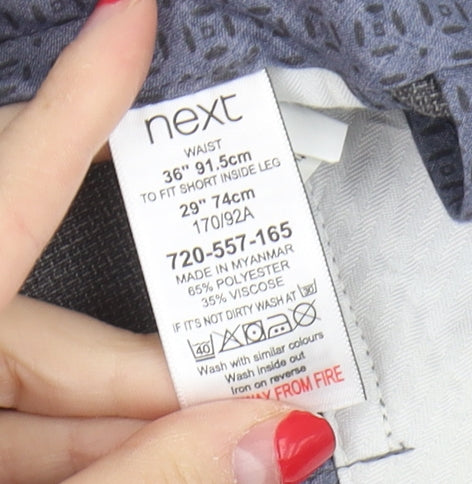 next
WAIST
36" 91.5cm
TO FIT SHORT INSIDE LEG
29" 74cm
170/92A
720-557-165
MADE IN MYANMAR
65% POLYESTER
35% VISCOSE
IF IT'S NOT DIRTY WASH AT 30
40
Wash with similar colours
Wash inside out
Iron on reverse
FROM FIRE